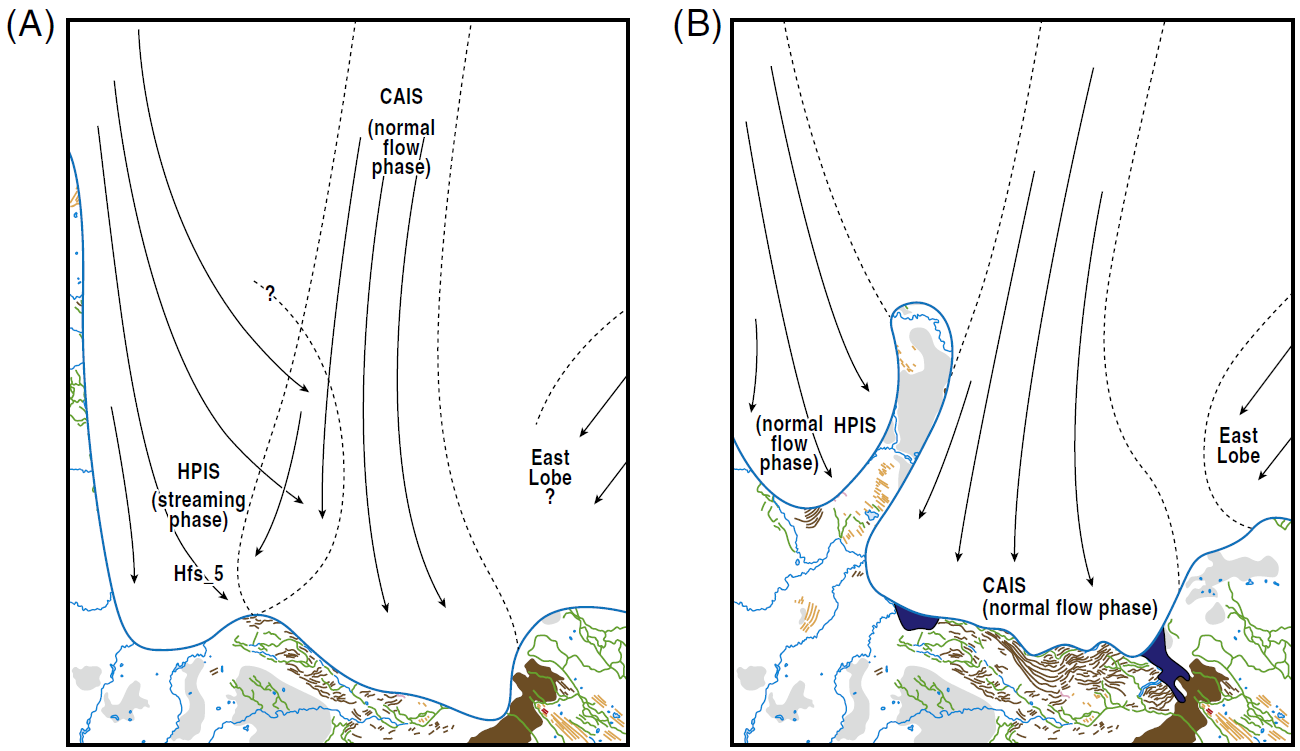 (A)
CAIS
(normal
flow
phase)
?
HPIS
(streaming
phase)
Hfs_5
East
Lobe
?
(B)
(normal
flow
phase)
HPIS
East
Lobe
CAIS
(normal flow phase)